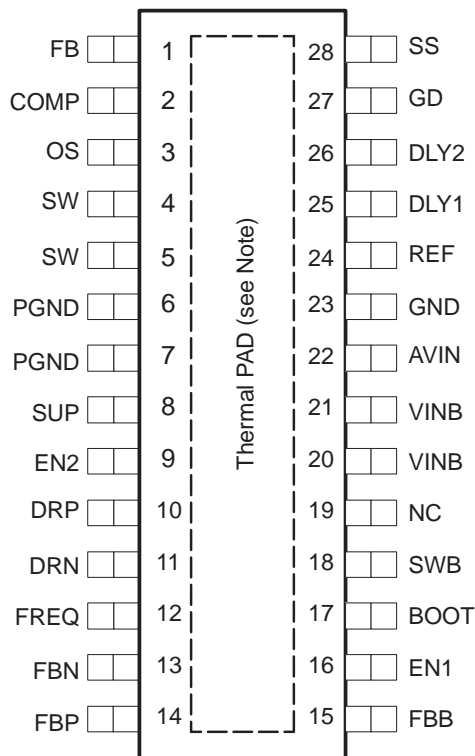 FB 1 28 SS
COMP 2 27 GD
OS 3 26 DLY2
SW 4 25 DLY1
SW 5 24 REF
PGND 6 23 GND
PGND 7 22 AVIN
SUP 8 21 VINB
EN2 9 20 VINB
DRP 10 19 NC
DRN 11 18 SWB
FREQ 12 17 BOOT
FBN 13 16 EN1
FBP 14 15 FBB
Thermal PAD (see Note)